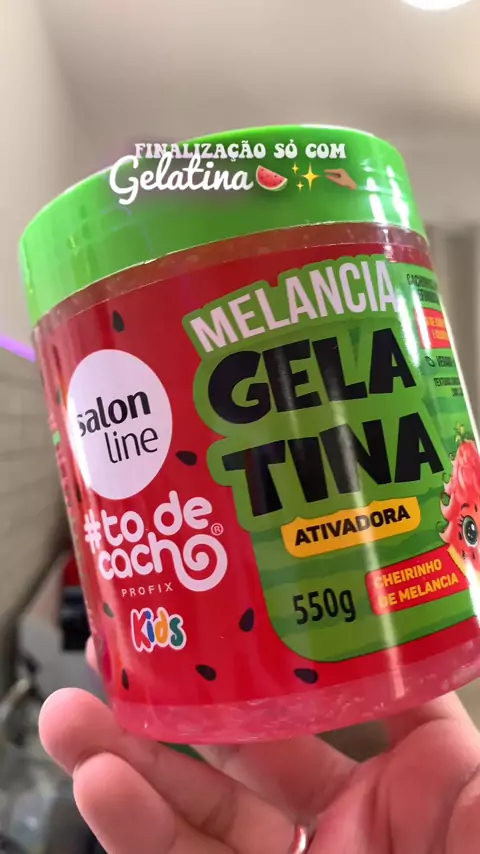 FINALIZAÇÃO SÓ COM
Gelatina
MELANCIA
GELA
TINA
ATIVADORA
550g
CHEIRINHO
DE MELANCIA
salon
line
#to.de
cacho®
PROFIX
Kids